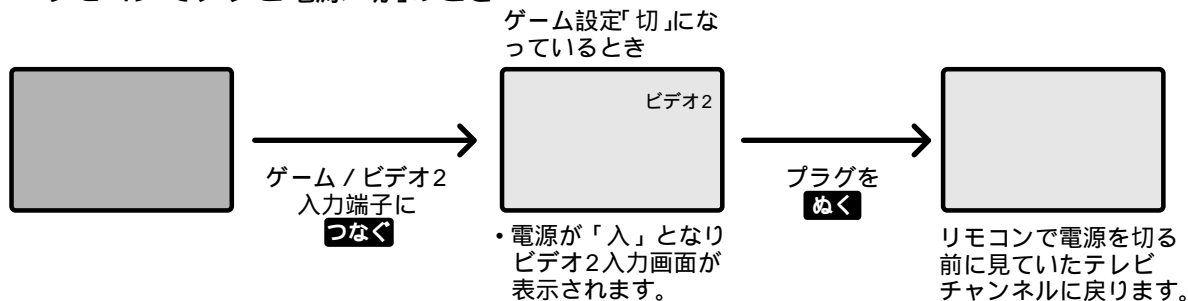 ゲーム設定「切」にな
っているとき
ビデオ2
ゲーム / ビデオ2
入力端子に
つなぐ
・電源が「入」となり
ビデオ2入力画面が
表示されます。
プラグを
ぬく
リモコンで電源を切る
前に見ていたテレビ
チャンネルに戻ります。